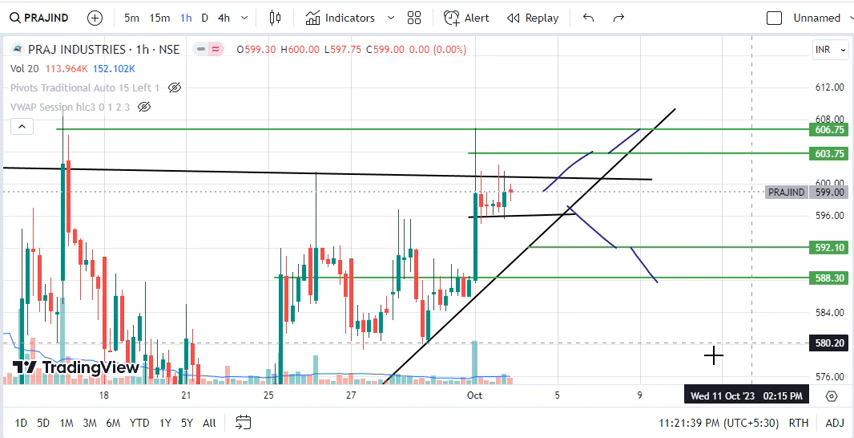 PRAJIND 5m 15m 1h D 4h Indicators Alert Replay Unnamed
PRAJ INDUSTRIES · 1h · NSE O599.30 H600.00 L597.75 C599.00 0.00 (0.00%) INR
Vol 20 113.964K 152.102K
Pivots Traditional Auto 15 Left 1
VWAP Session hlc3 0 1 2 3
612.00
608.00
606.75
603.75
600.00
PRAJIND 599.00
596.00
592.10
588.30
584.00
580.20
576.00
TradingView
18 21 25 27 Oct 5 9 Wed 11 Oct '23 02:15 PM
1D 5D 1M 3M 6M YTD 1Y 5Y All 11:21:39 PM (UTC+5:30) RTH ADJ